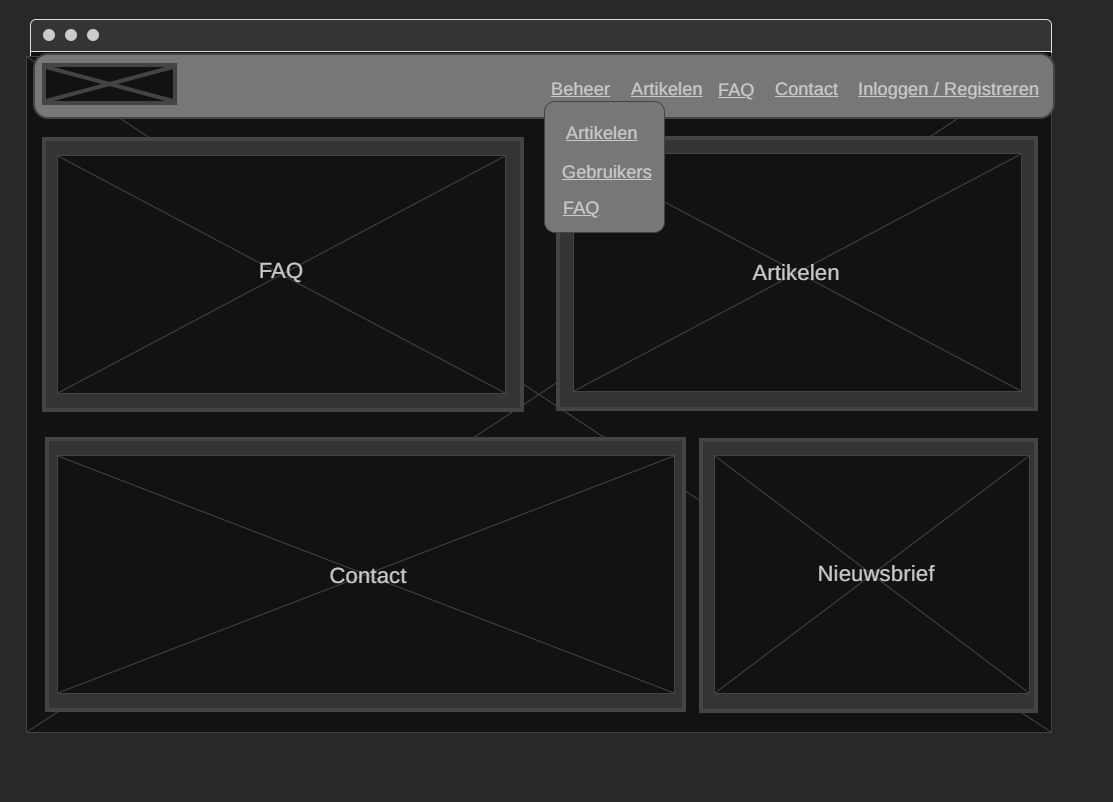 Beheer Artikelen FAQ Contact Inloggen / Registreren
Artikelen
Gebruikers
FAQ
FAQ
Artikelen
Contact
Nieuwsbrief